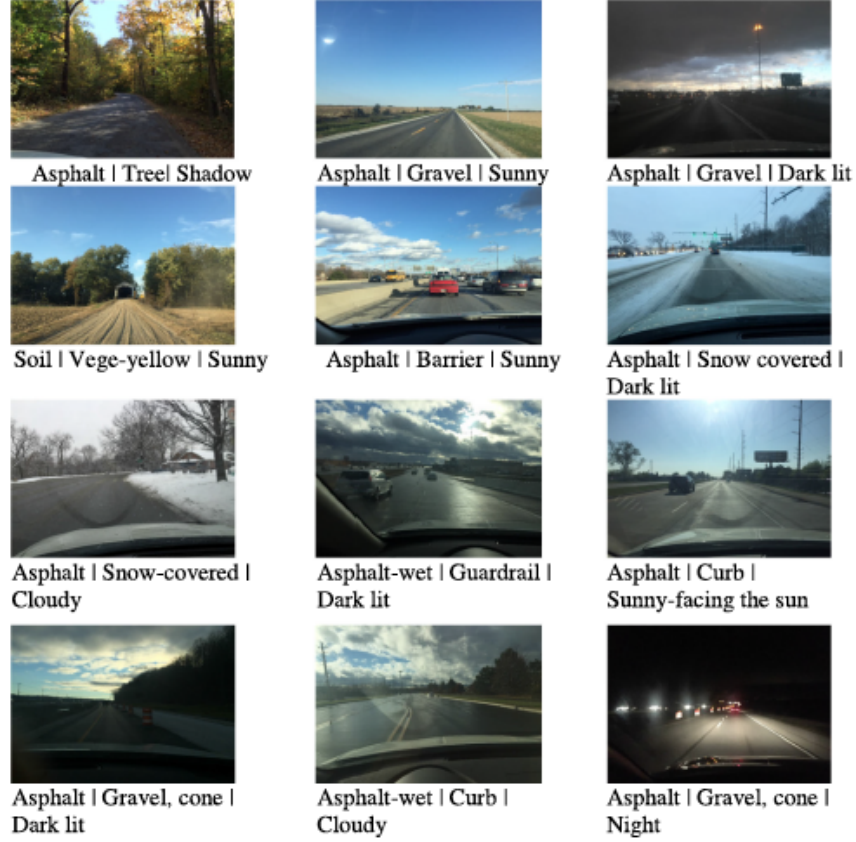 Asphalt | Tree| Shadow
Asphalt | Gravel | Sunny
Asphalt | Gravel | Dark lit
Soil | Vege-yellow | Sunny
Asphalt | Barrier | Sunny
Asphalt | Snow covered |
Dark lit
Asphalt | Snow-covered |
Cloudy
Asphalt-wet | Guardrail |
Dark lit
Asphalt | Curb |
Sunny-facing the sun
Asphalt | Gravel, cone |
Dark lit
Asphalt-wet | Curb |
Cloudy
Asphalt | Gravel, cone |
Night